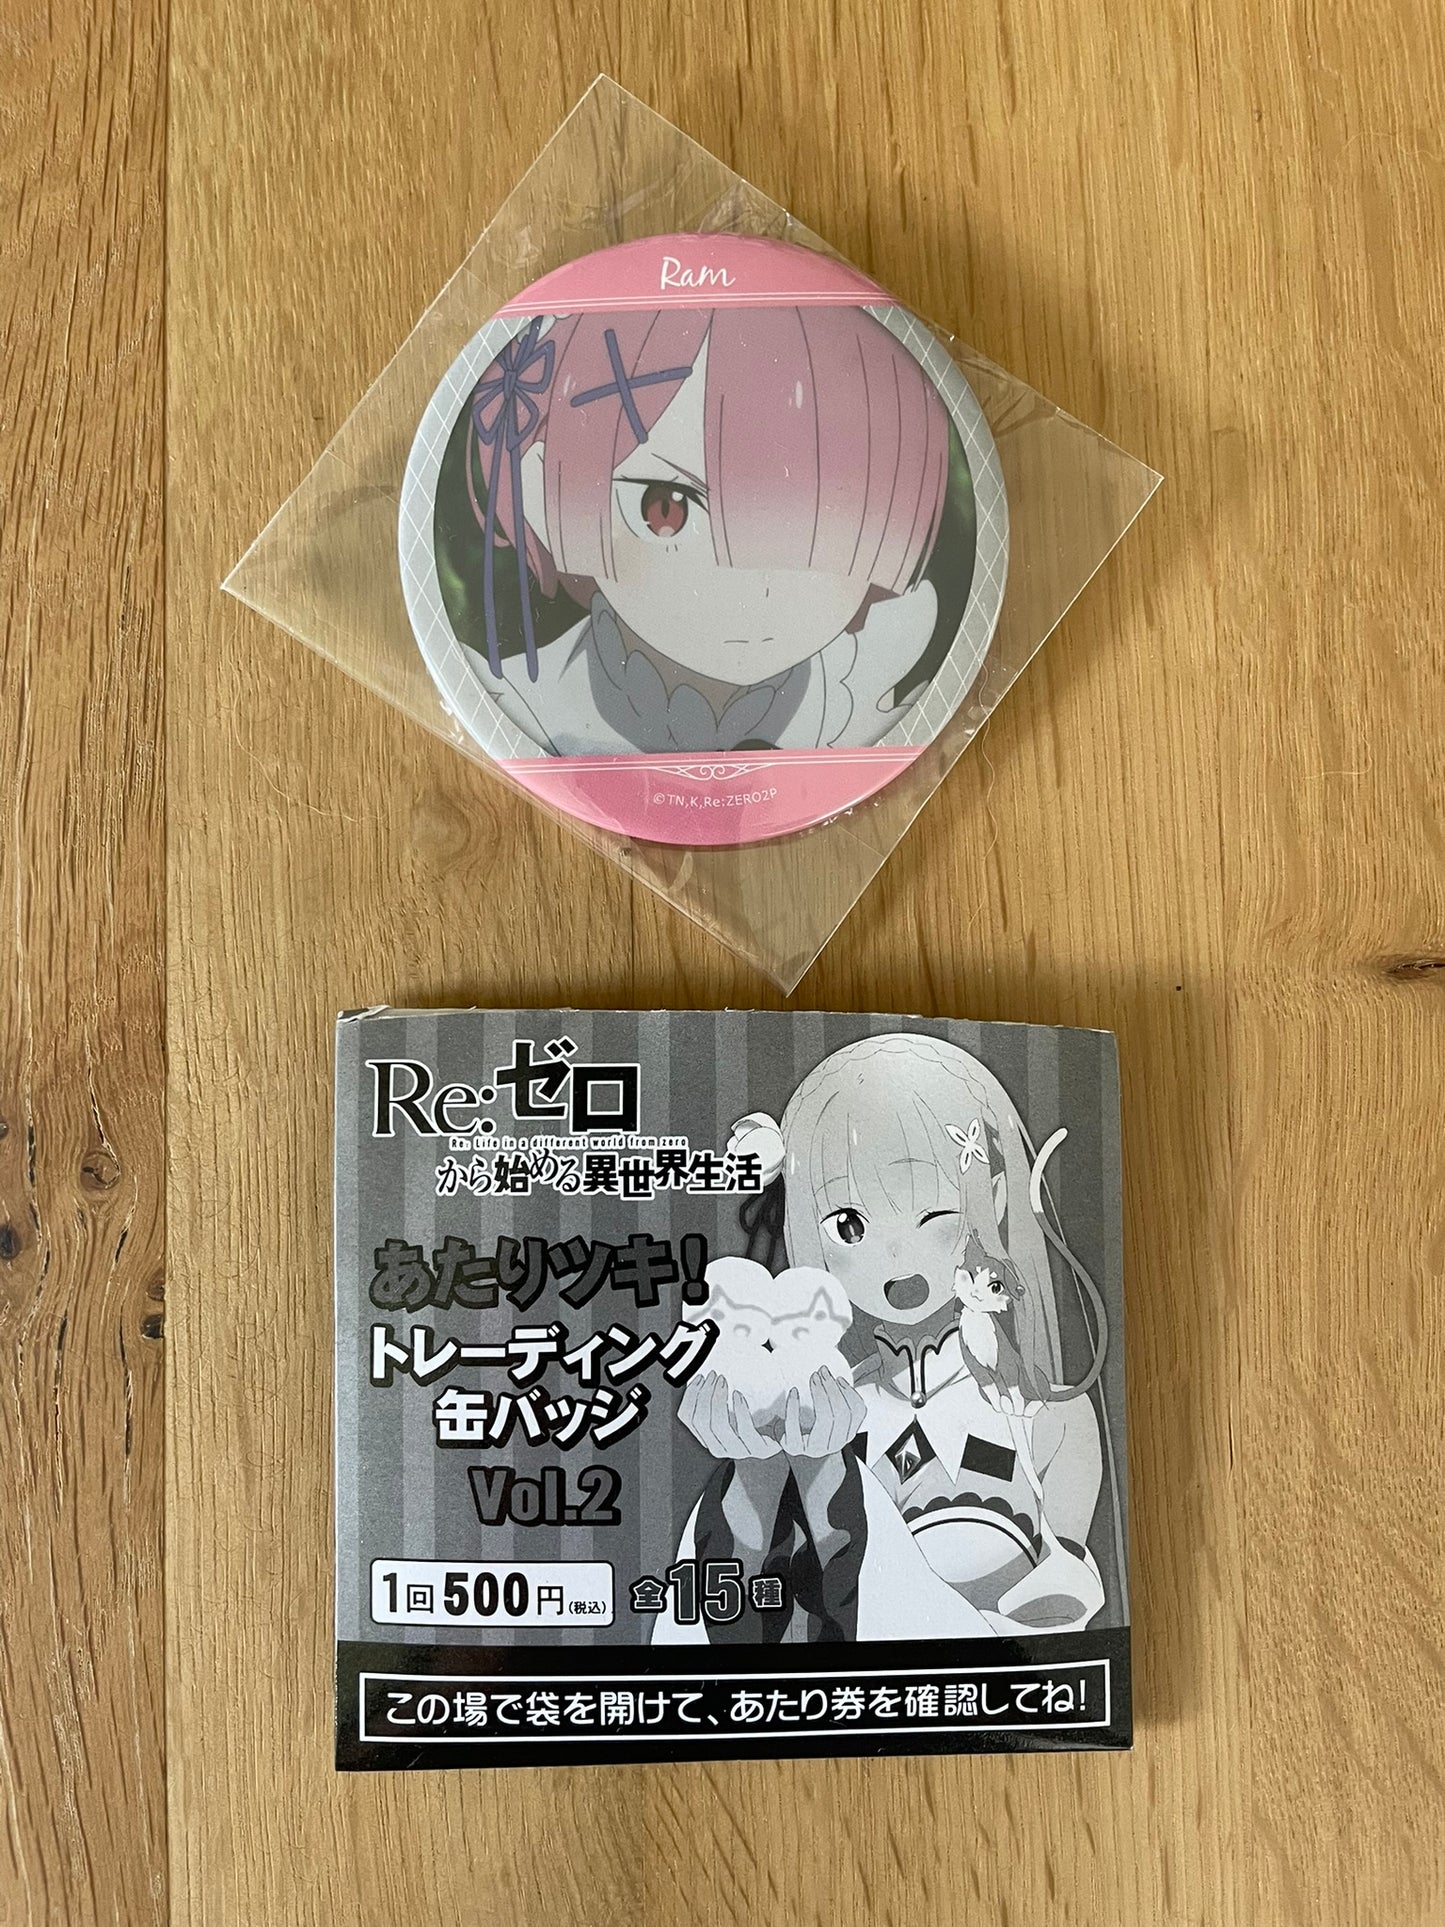 Ram
©TN,K,Re:ZERO2P
Re:ゼロ
Re: Life in a different world from zero
から始める異世界生活
あたりツキ!
トレーディング
缶バッジ
Vol.2
1回500円(税込)
全15種
この場で袋を開けて、あたり券を確認してね!